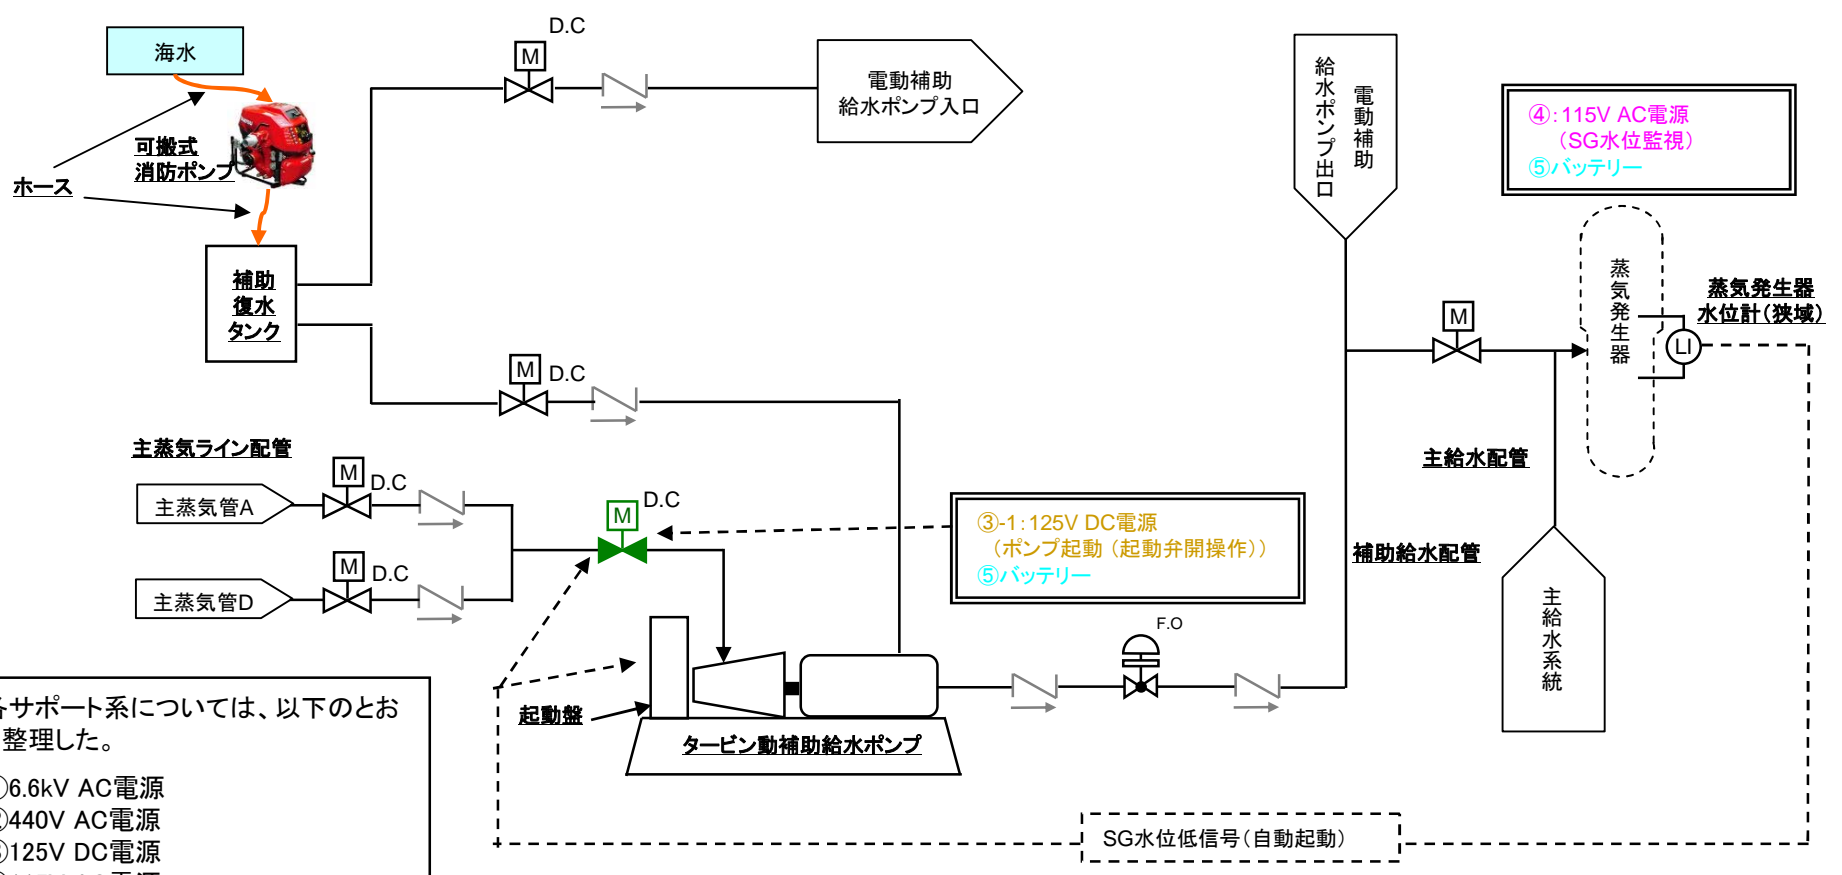 D.C
海水
M
電動補助
給水ポンプ入口
電動補助
給水ポンプ出口
④：115V AC電源
（SG水位監視）
⑤バッテリー
可搬式
消防ポンプ
ホース
補助
復水
タンク
蒸気発生器
蒸気発生器
水位計（狭域）
M
LI
M
D.C
主蒸気ライン配管
主給水配管
M
D.C
主蒸気管A
M
D.C
③-1：125V DC電源
（ポンプ起動（起動弁開操作））
⑤バッテリー
補助給水配管
M
D.C
主蒸気管D
主給水系統
F.O
起動盤
タービン動補助給水ポンプ
サポート系については、以下のとお
整理した。
6.6kV AC電源
440V AC電源
125V DC電源
SG水位低信号（自動起動）